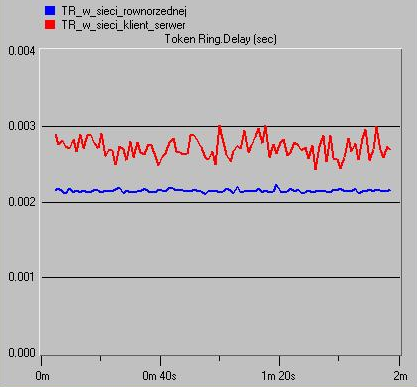 TR_w_sieci_rownorzednej
TR_w_sieci_klient_serwer
Token Ring.Delay (sec)
0.004
0.003
0.002
0.001
0.000
0m 0m 40s 1m 20s 2m